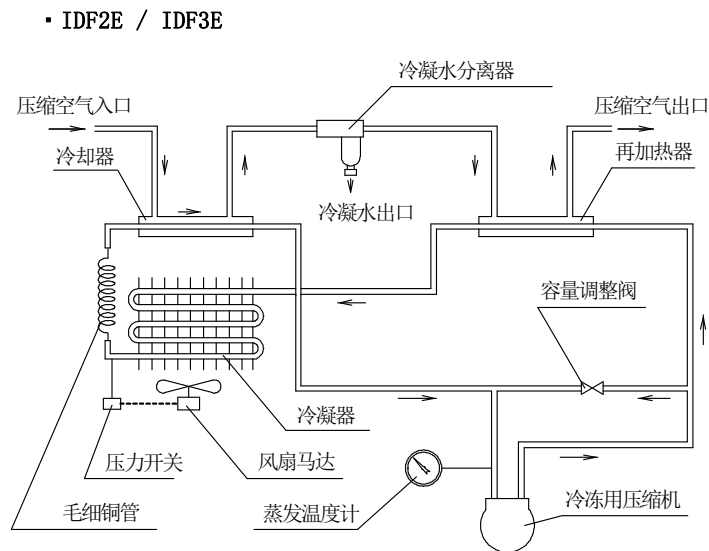 ▪ IDF2E / IDF3E
冷凝水分离器
压缩空气入口
压缩空气出口
冷却器
再加热器
冷凝水出口
容量调整阀
冷凝器
压力开关
风扇马达
毛细铜管
蒸发温度计
冷冻用压缩机